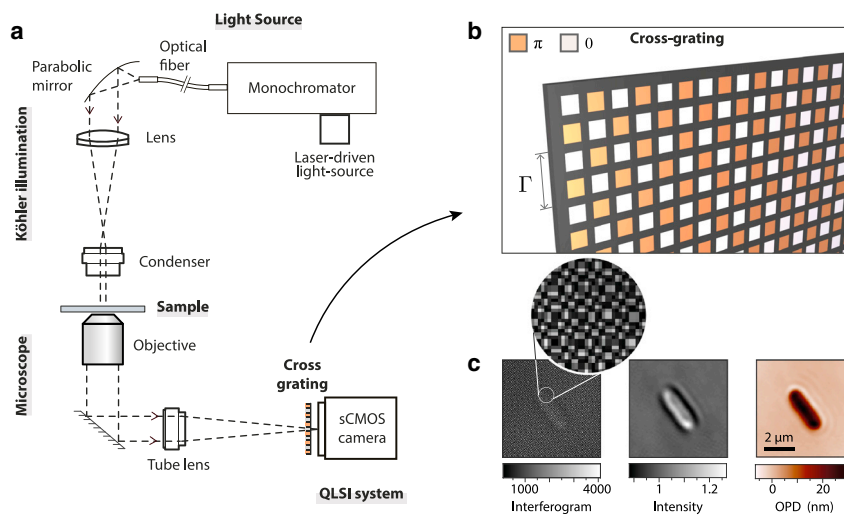 a
Light Source
Optical
fiber
Parabolic
mirror
Monochromator
Lens
Laser-driven
light-source
Köhler illumination
Condenser
Sample
Objective
Microscope
Cross
grating
sCMOS
camera
Tube lens
QLSI system
b
π
0
Cross-grating
Γ
c
2 μm
1000
4000
Interferogram
1
1.2
Intensity
0
20
OPD (nm)